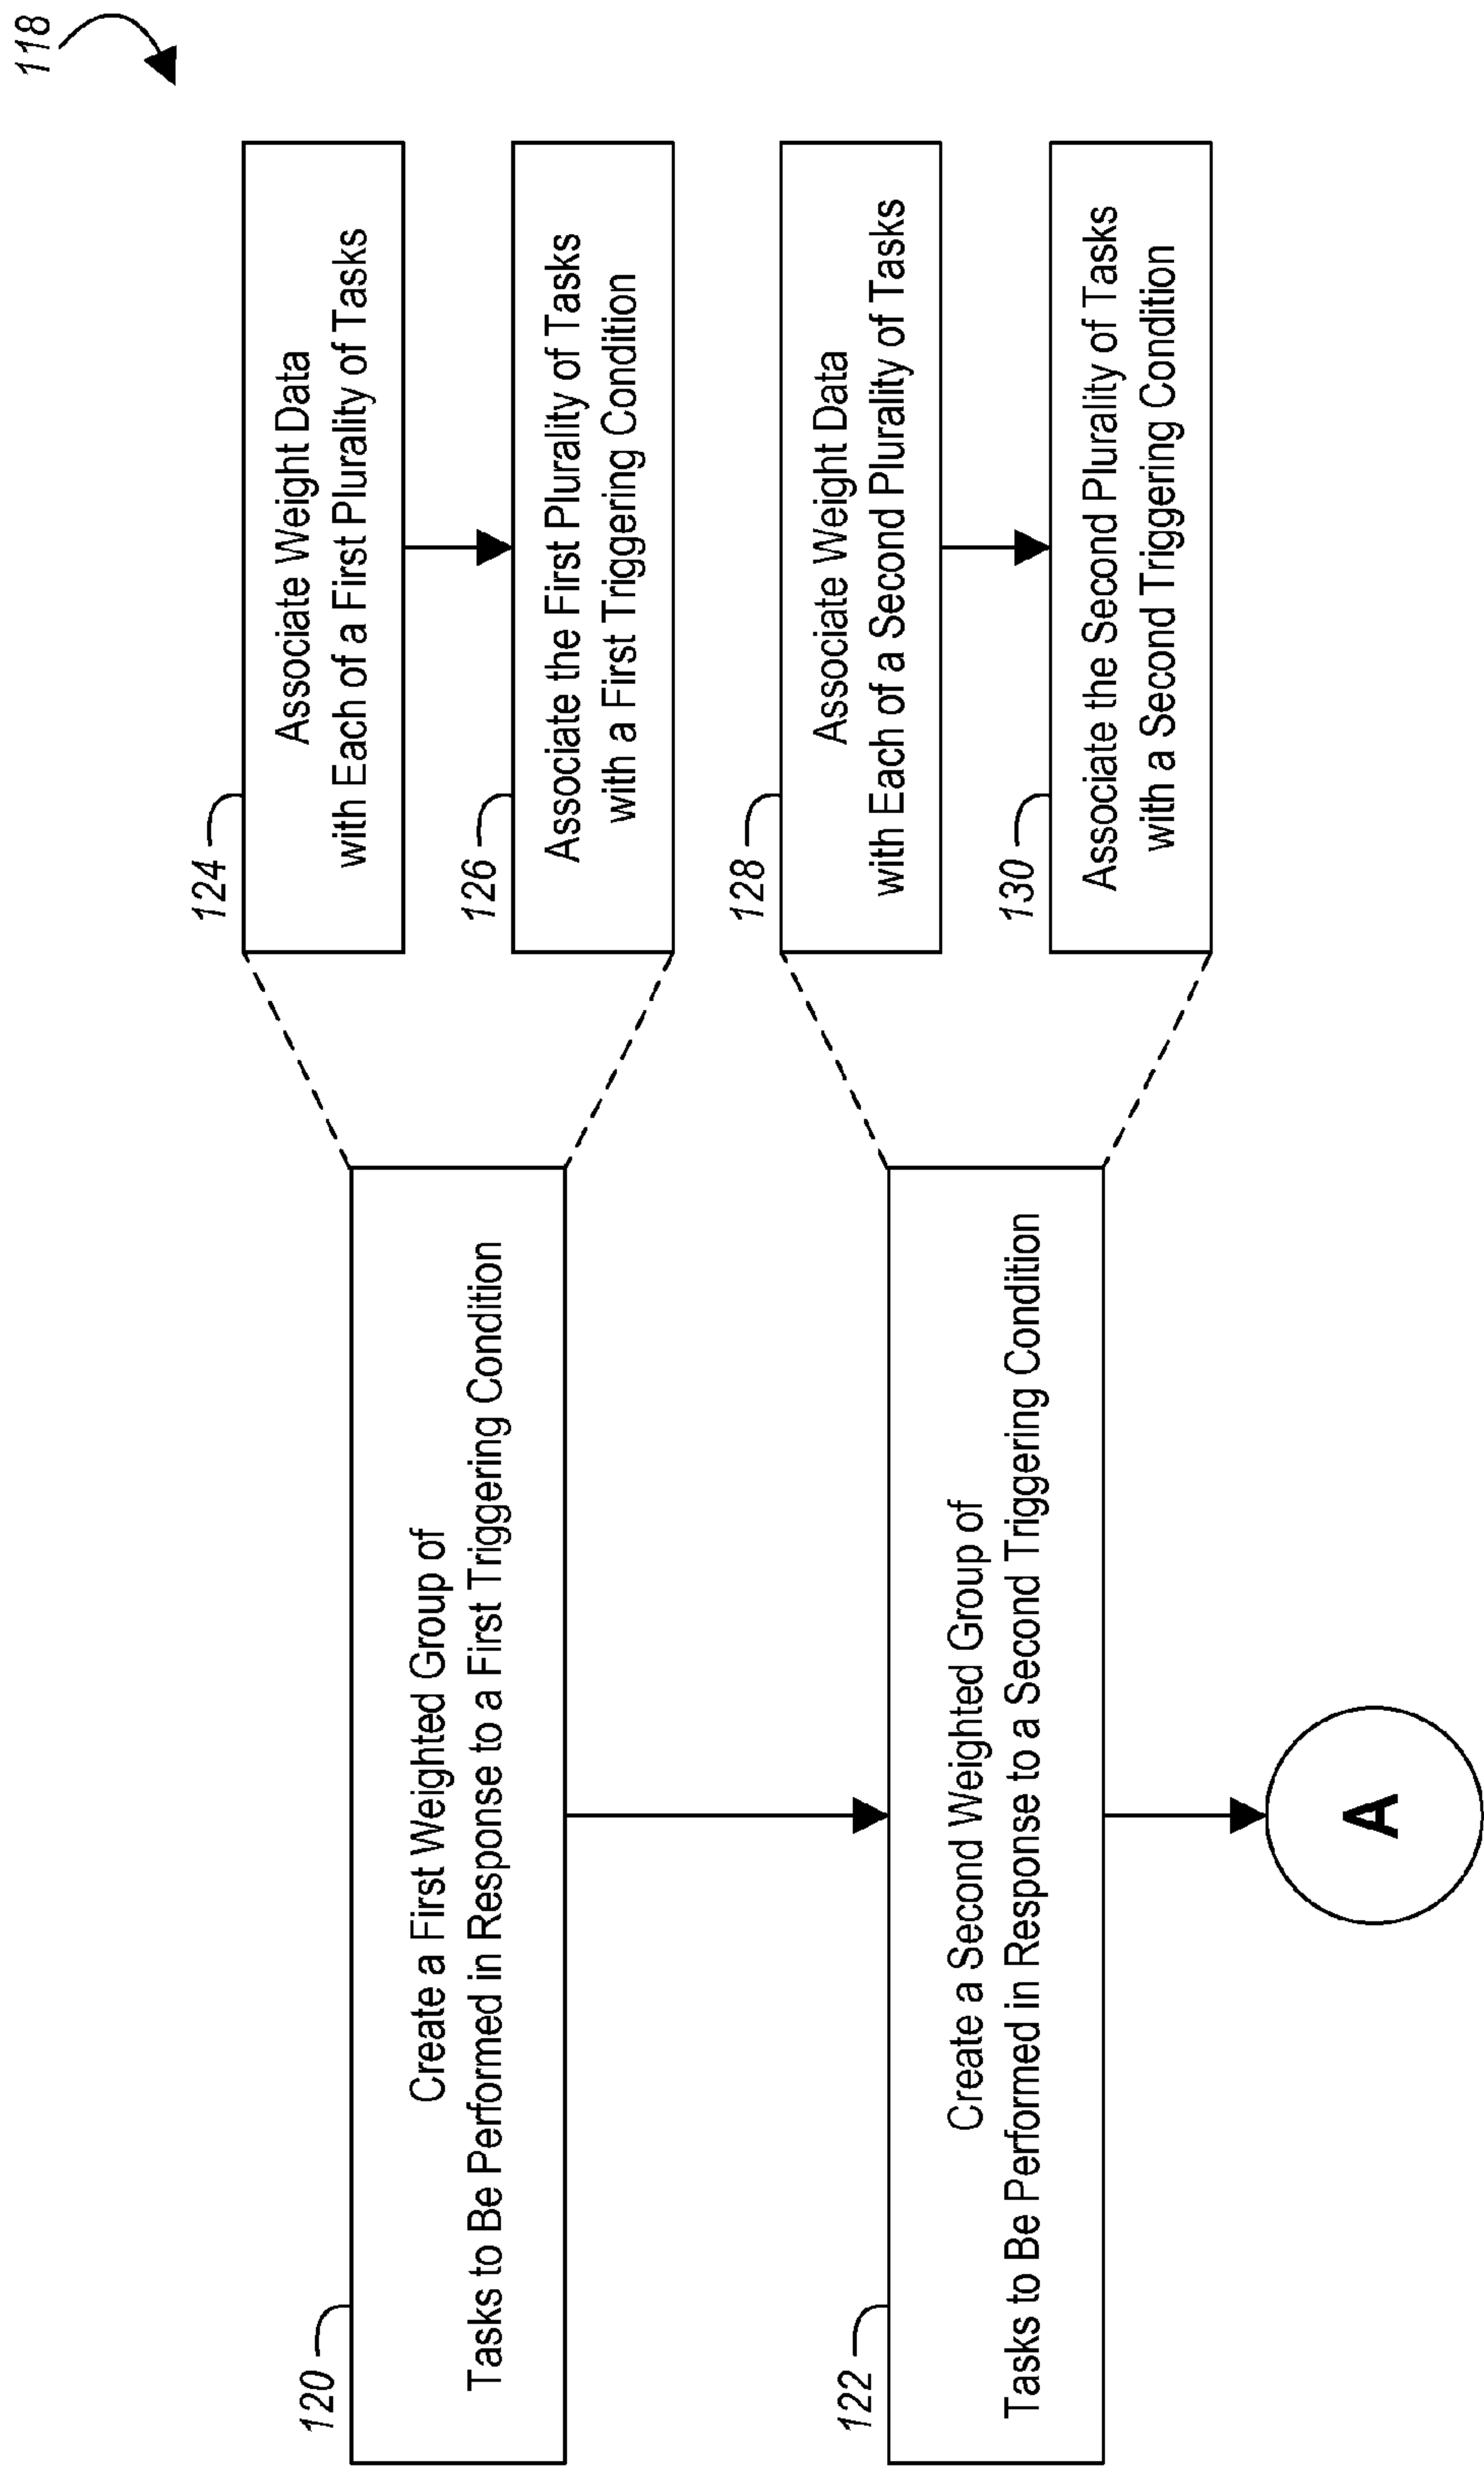 118
120
Create a First Weighted Group of
Tasks to Be Performed in Response to a First Triggering Condition
124
Associate Weight Data
with Each of a First Plurality of Tasks
126
Associate the First Plurality of Tasks
with a First Triggering Condition
122
Create a Second Weighted Group of
Tasks to Be Performed in Response to a Second Triggering Condition
128
Associate Weight Data
with Each of a Second Plurality of Tasks
130
Associate the Second Plurality of Tasks
with a Second Triggering Condition
A